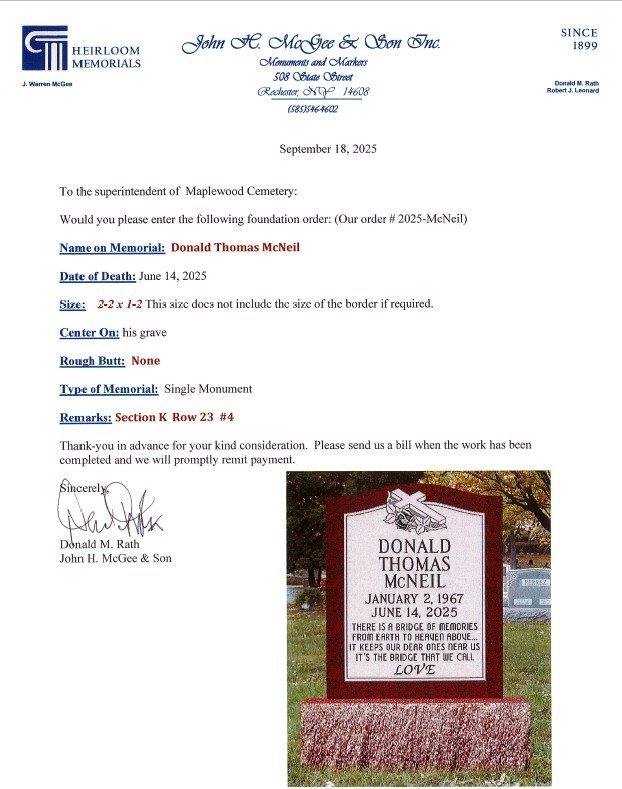 HEIRLOOM
MEMORIALS
J. Warren McGee
John H. McGee & Son Inc.
Monuments and Markers
508 State Street
Rochester, NY 14608
(585)546-4602
SINCE
1899
Donald M. Rath
Robert J. Leonard
September 18, 2025
To the superintendent of Maplewood Cemetery:
Would you please enter the following foundation order: (Our order # 2025-McNeil)
Name on Memorial: Donald Thomas McNeil
Date of Death: June 14, 2025
Size: 2-2 x 1-2 This size does not include the size of the border if required.
Center On: his grave
Rough Butt: None
Type of Memorial: Single Monument
Remarks: Section K Row 23 #4
Thank-you in advance for your kind consideration. Please send us a bill when the work has been
completed and we will promptly remit payment.
Sincerely,
Donald M. Rath
John H. McGee & Son
DONALD
THOMAS
McNEIL
JANUARY 2, 1967
JUNE 14, 2025
THERE IS A BRIDGE OF MEMORIES
FROM EARTH TO HEAVEN ABOVE...
IT KEEPS OUR DEAR ONES NEAR US
IT'S THE BRIDGE THAT WE CALL
LOVE